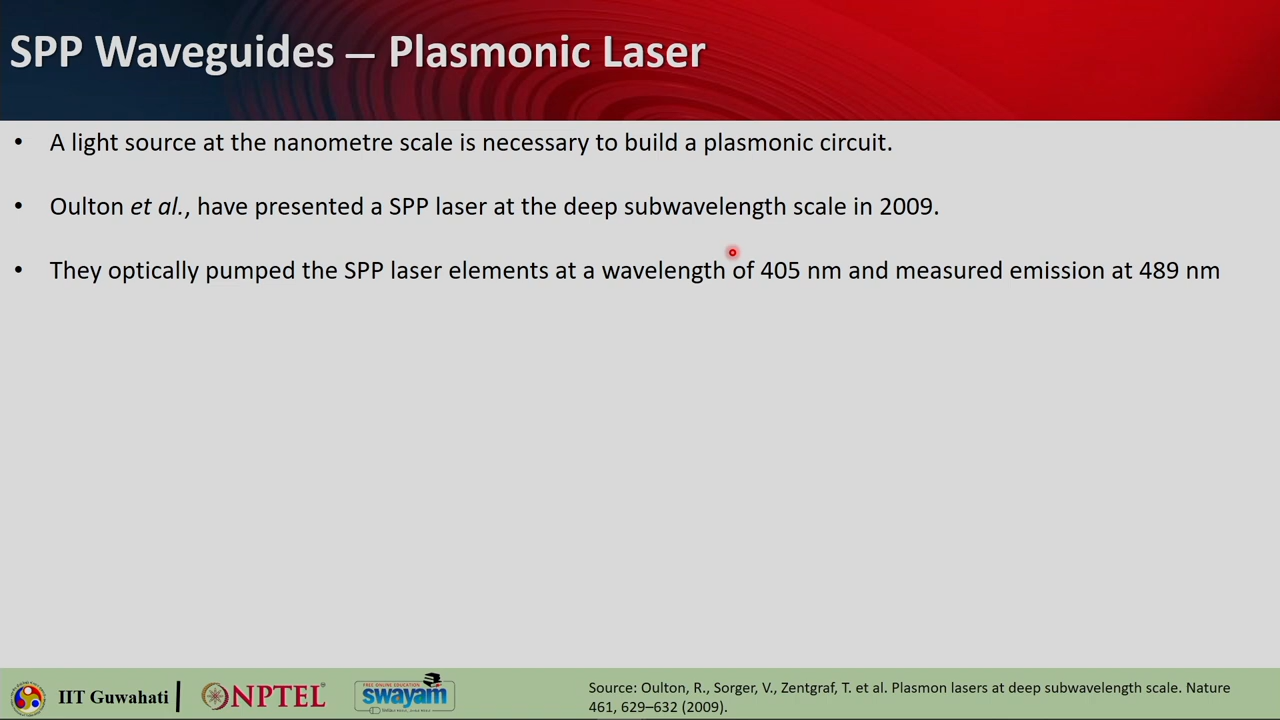 SPP Waveguides — Plasmonic Laser
• A light source at the nanometre scale is necessary to build a plasmonic circuit.
• Oulton et al., have presented a SPP laser at the deep subwavelength scale in 2009.
• They optically pumped the SPP laser elements at a wavelength of 405 nm and measured emission at 489 nm
IIT Guwahati
NPTEL
FREE ONLINE EDUCATION
swayam
Source: Oulton, R., Sorger, V., Zentgraf, T. et al. Plasmon lasers at deep subwavelength scale. Nature
461, 629–632 (2009).